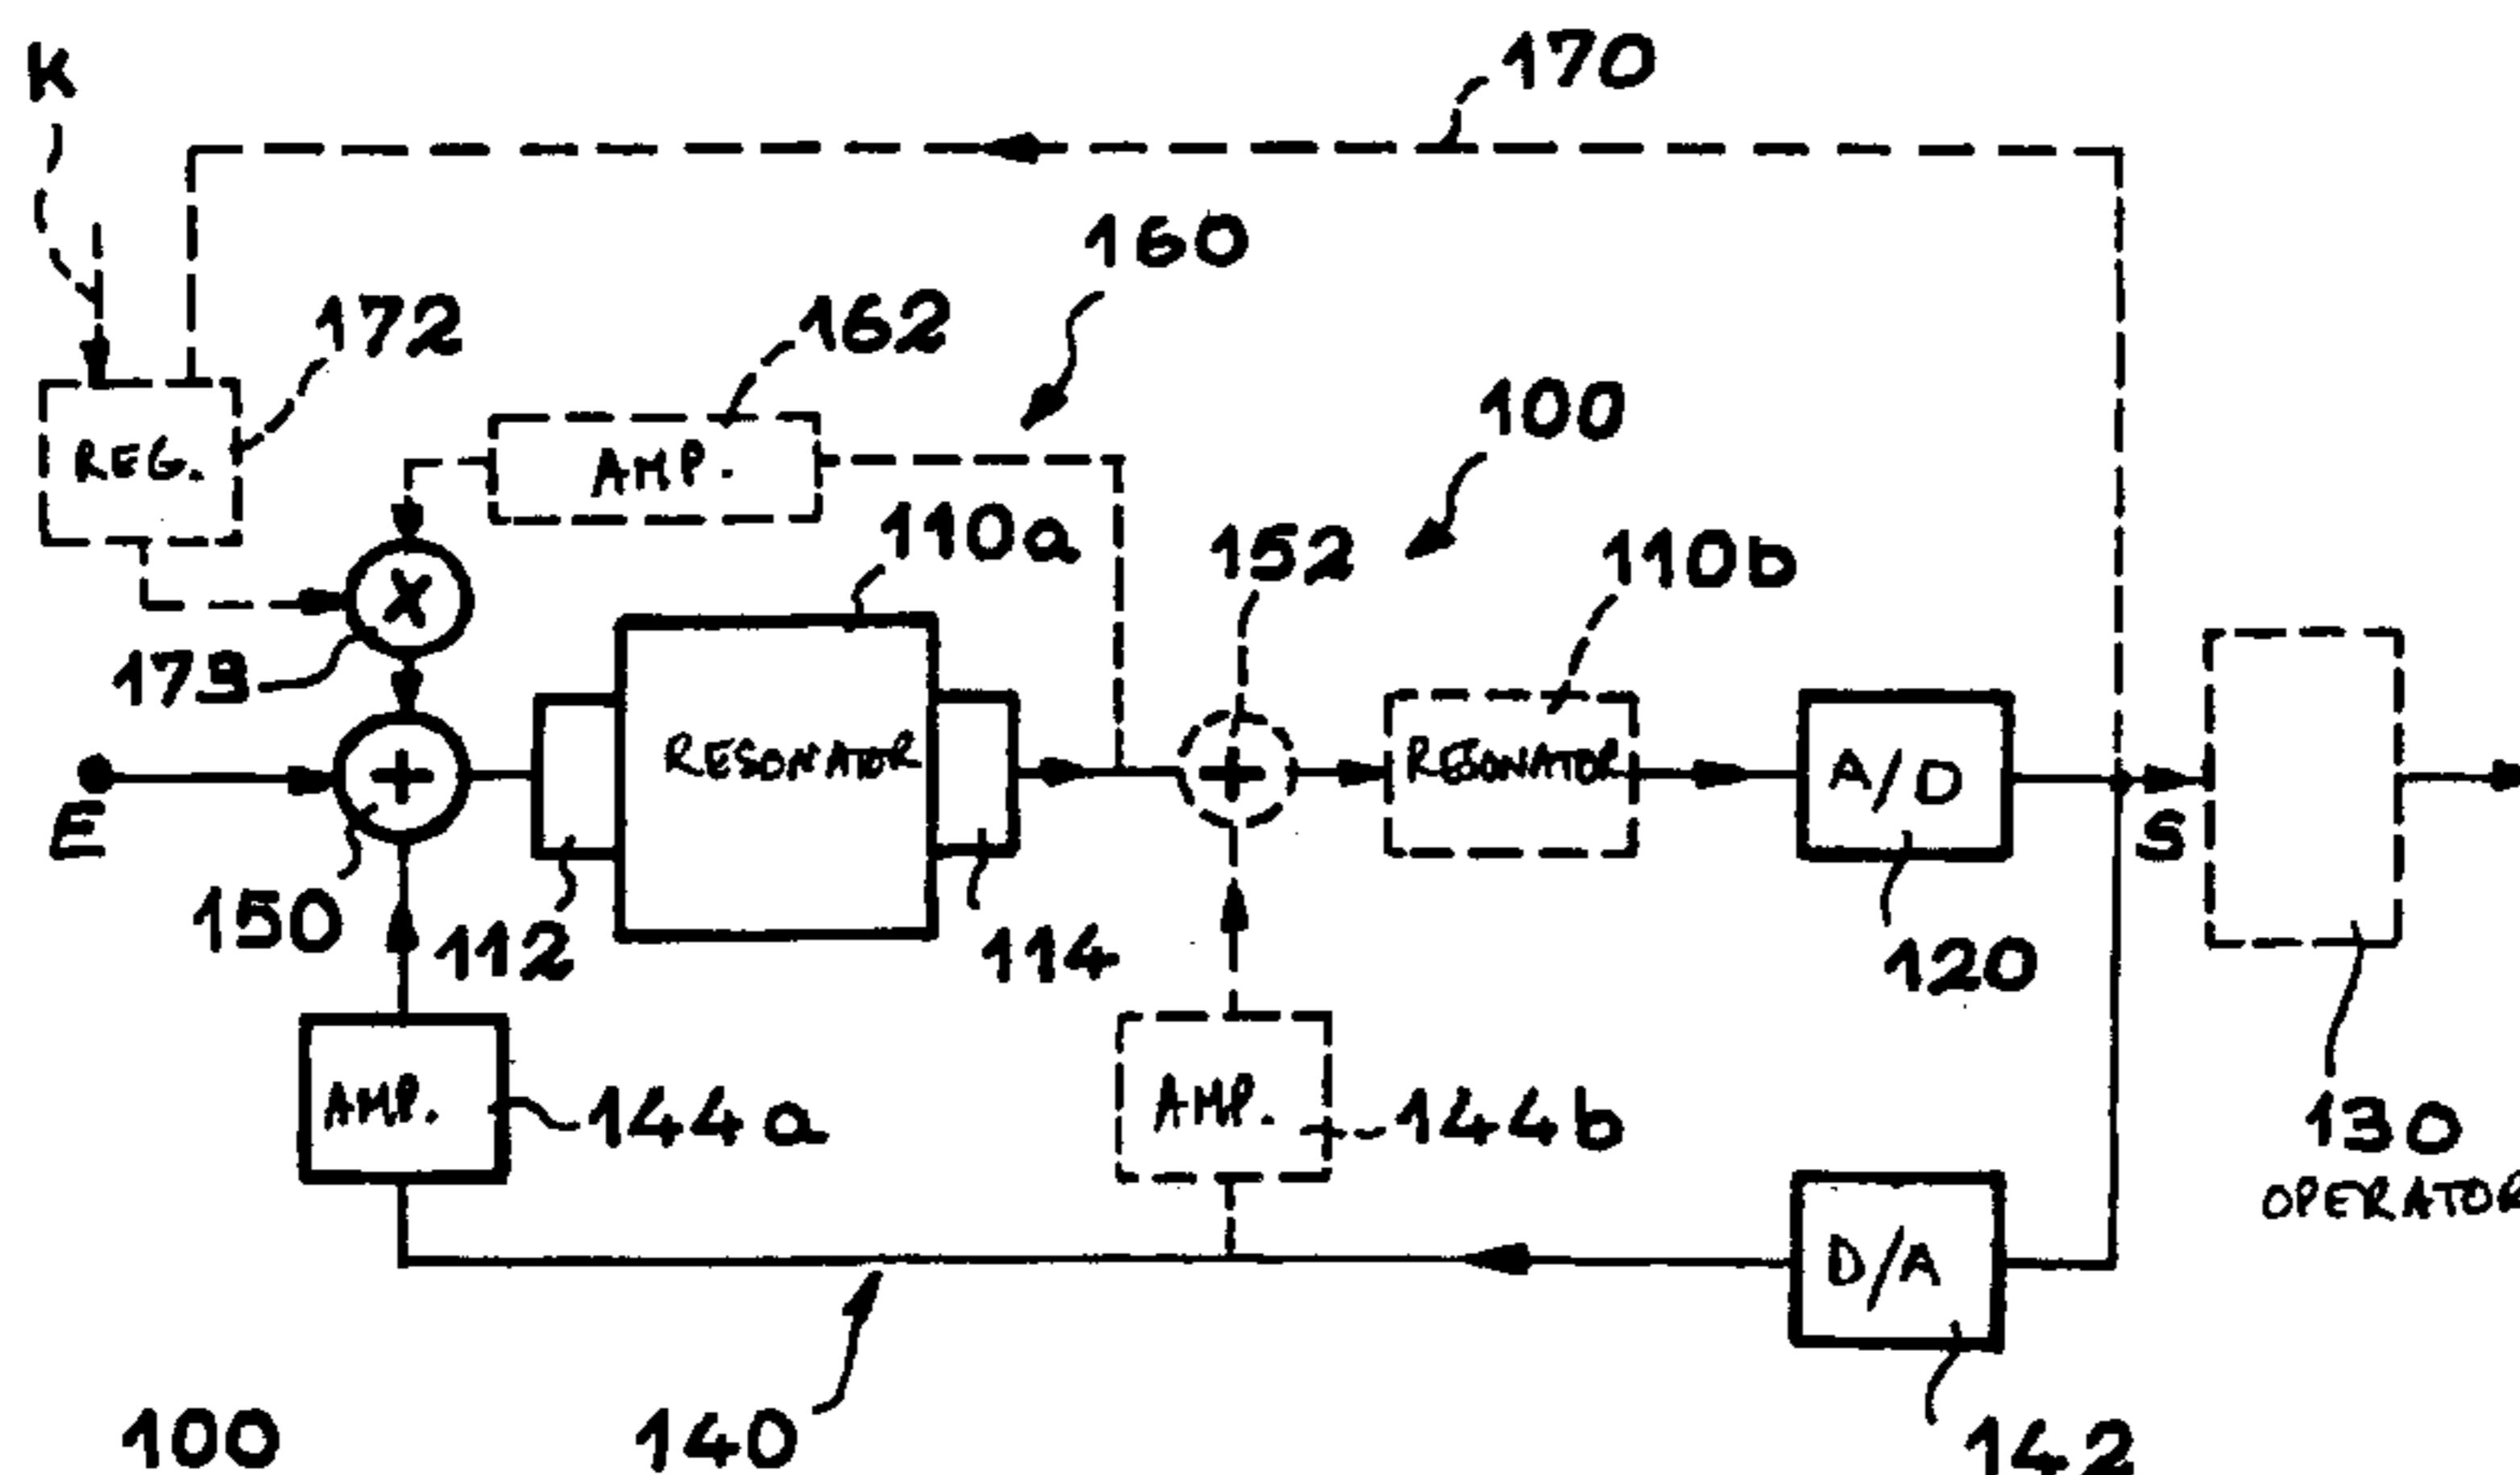 K
170
160
172
162
100
REG.
AMP.
110a
152
110b
173
X
RESONATOR
+
+
RESONATOR
A/D
E
S
150
112
114
120
AMP.
144a
AMP.
144b
130
OPERATOR
D/A
100
140
142